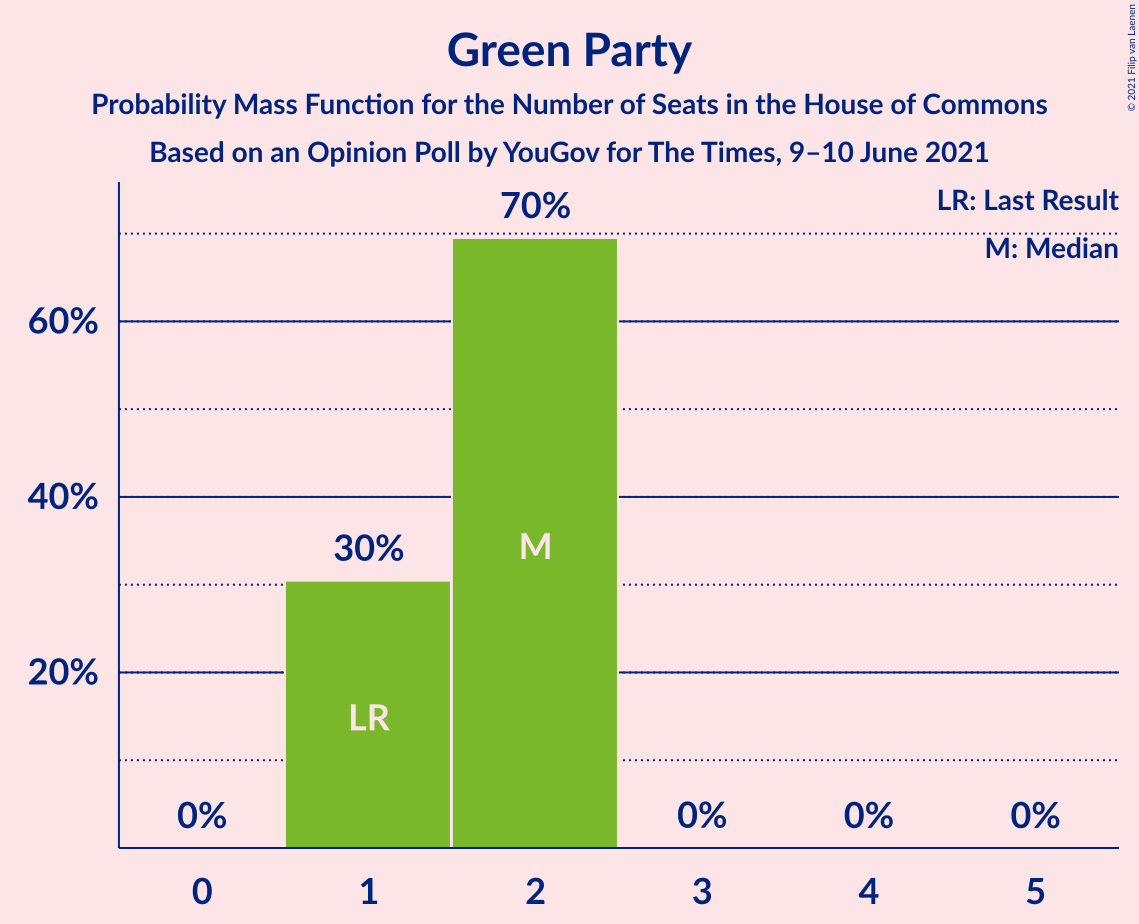 Green Party
Probability Mass Function for the Number of Seats in the House of Commons
Based on an Opinion Poll by YouGov for The Times, 9–10 June 2021
© 2021 Filip van Laenen
LR: Last Result
M: Median
70%
60%
40%
30%
20%
M
LR
0%
0%
0%
0%
0
1
2
3
4
5